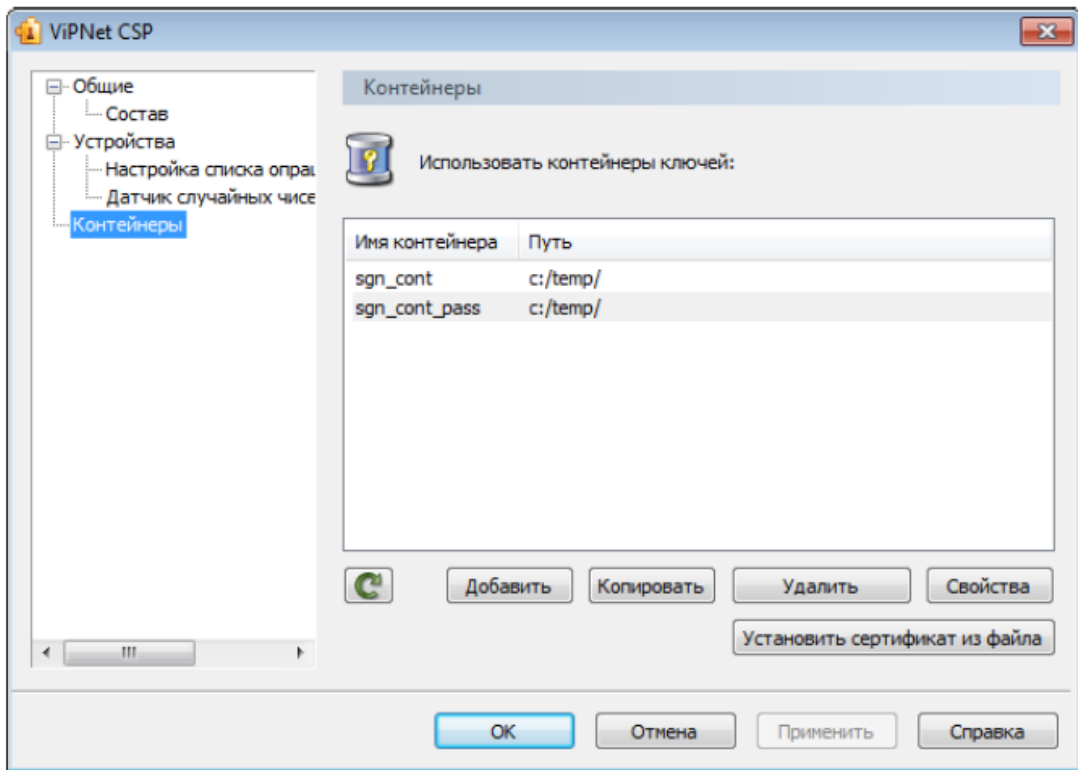 ViPNet CSP
Общие
Состав
Устройства
Настройка списка опраш
Датчик случайных чисе
Контейнеры
Контейнеры
Использовать контейнеры ключей:
Имя контейнера Путь
sgn_cont c:/temp/
sgn_cont_pass c:/temp/
Добавить Копировать Удалить Свойства
Установить сертификат из файла
OK Отмена Применить Справка